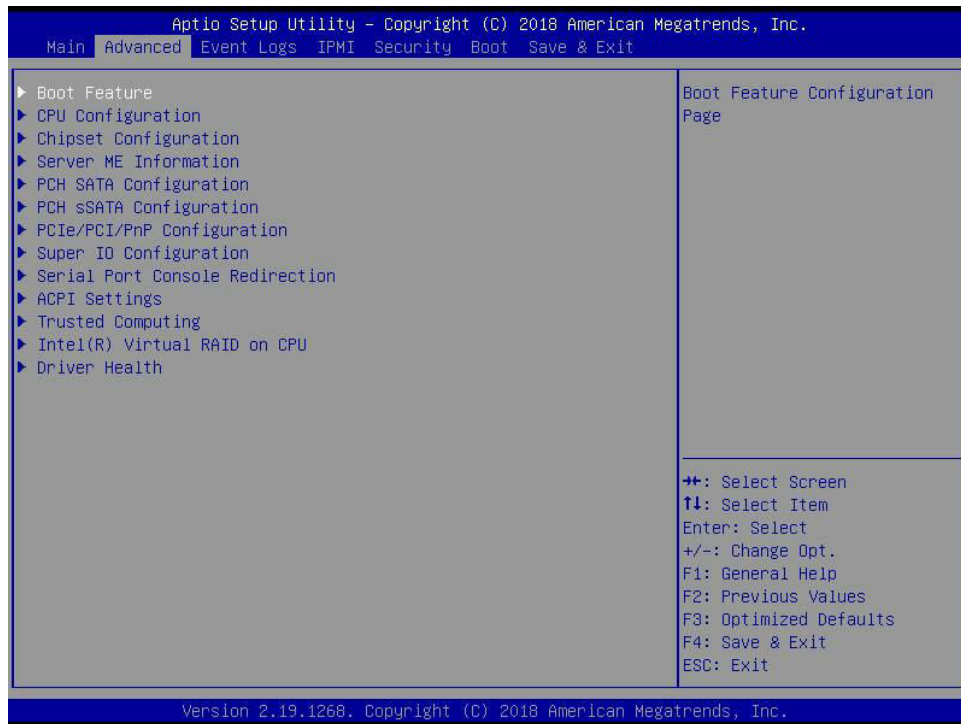 Aptio Setup Utility – Copyright (C) 2018 American Megatrends, Inc.
Main Advanced Event Logs IPMI Security Boot Save & Exit
▶ Boot Feature
▶ CPU Configuration
▶ Chipset Configuration
▶ Server ME Information
▶ PCH SATA Configuration
▶ PCH sSATA Configuration
▶ PCIe/PCI/PnP Configuration
▶ Super IO Configuration
▶ Serial Port Console Redirection
▶ ACPI Settings
▶ Trusted Computing
▶ Intel(R) Virtual RAID on CPU
▶ Driver Health
Boot Feature Configuration
Page
→←: Select Screen
↑↓: Select Item
Enter: Select
+/-: Change Opt.
F1: General Help
F2: Previous Values
F3: Optimized Defaults
F4: Save & Exit
ESC: Exit
Version 2.19.1268. Copyright (C) 2018 American Megatrends, Inc.